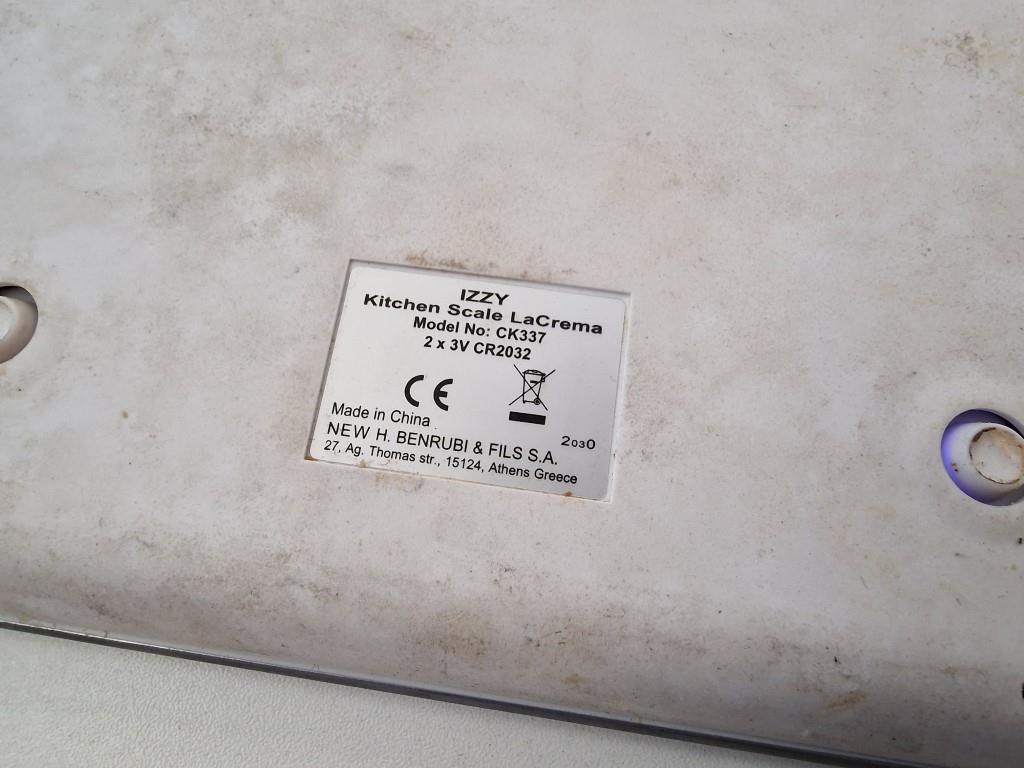 IZZY
Kitchen Scale LaCrema
Model No: CK337
2 x 3V CR2032
CE
Made in China
2030
NEW H. BENRUBI & FILS S.A.
27, Ag. Thomas str., 15124, Athens Greece